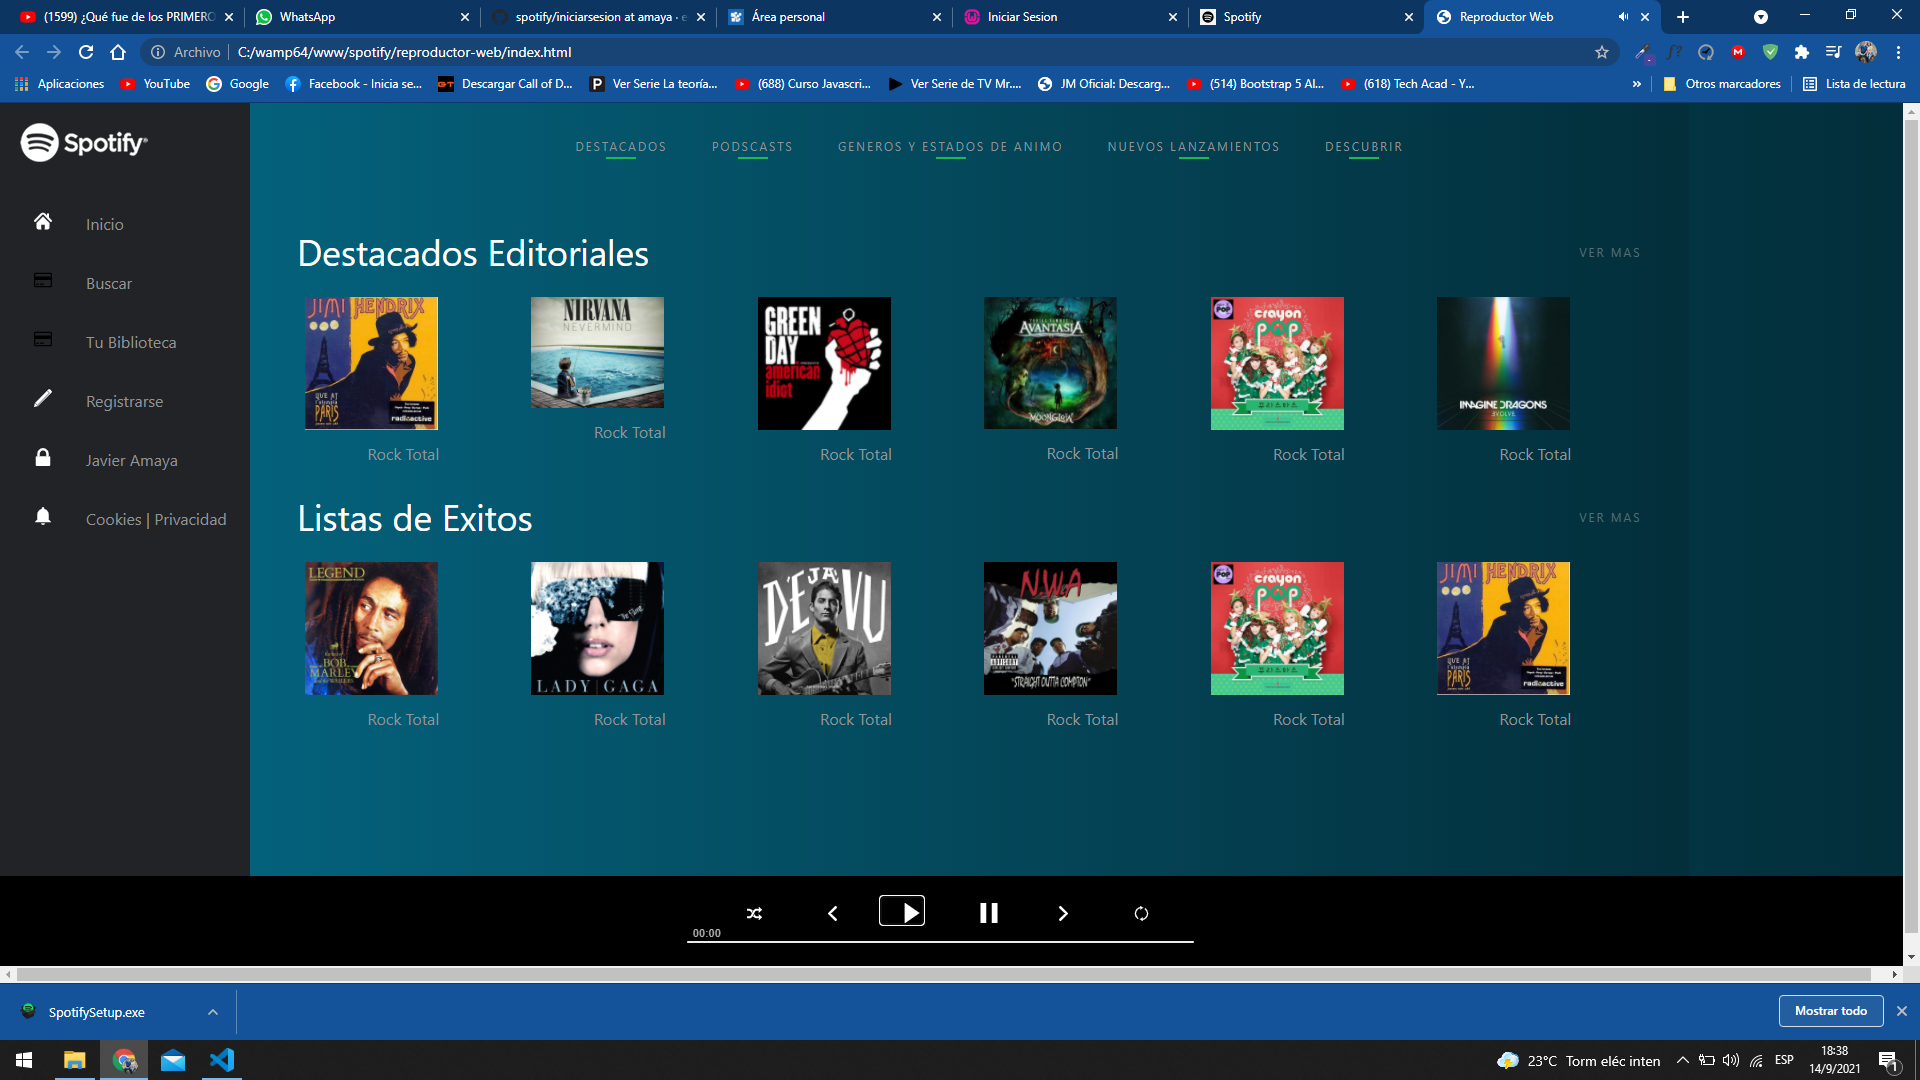 (1599) ¿Qué fue de los PRIMERO
WhatsApp
spotify/iniciarsesion at amaya · e
Área personal
Iniciar Sesion
Spotify
Reproductor Web
Archivo
C:/wamp64/www/spotify/reproductor-web/index.html
Aplicaciones
YouTube
Google
Facebook - Inicia se...
Descargar Call of D...
Ver Serie La teoría...
(688) Curso Javascri...
Ver Serie de TV Mr....
JM Oficial: Descarg...
(514) Bootstrap 5 Al...
(618) Tech Acad - Y...
»
Otros marcadores
Lista de lectura
Spotify®
DESTACADOS
PODSCASTS
GENEROS Y ESTADOS DE ANIMO
NUEVOS LANZAMIENTOS
DESCUBRIR
Inicio
Buscar
Tu Biblioteca
Registrarse
Javier Amaya
Cookies | Privacidad
Destacados Editoriales
VER MAS
JIMI HENDRIX
PARIS
radioactive
NIRVANA
NEVERMIND
GREEN DAY
american idiot
AVANTASIA
MOONGLOW
POP
crayon
pop
IMAGINE DRAGONS
EVOLVE
Rock Total
Rock Total
Rock Total
Rock Total
Rock Total
Rock Total
Listas de Exitos
VER MAS
LEGEND
BOB MARLEY
LADY GAGA
DÉJÀ VU
N.W.A
"STRAIGHT OUTTA COMPTON"
POP
crayon
pop
JIMI HENDRIX
PARIS
radioactive
Rock Total
Rock Total
Rock Total
Rock Total
Rock Total
Rock Total
00:00
SpotifySetup.exe
Mostrar todo
23°C Torm eléc inten
ESP
18:38
14/9/2021
1